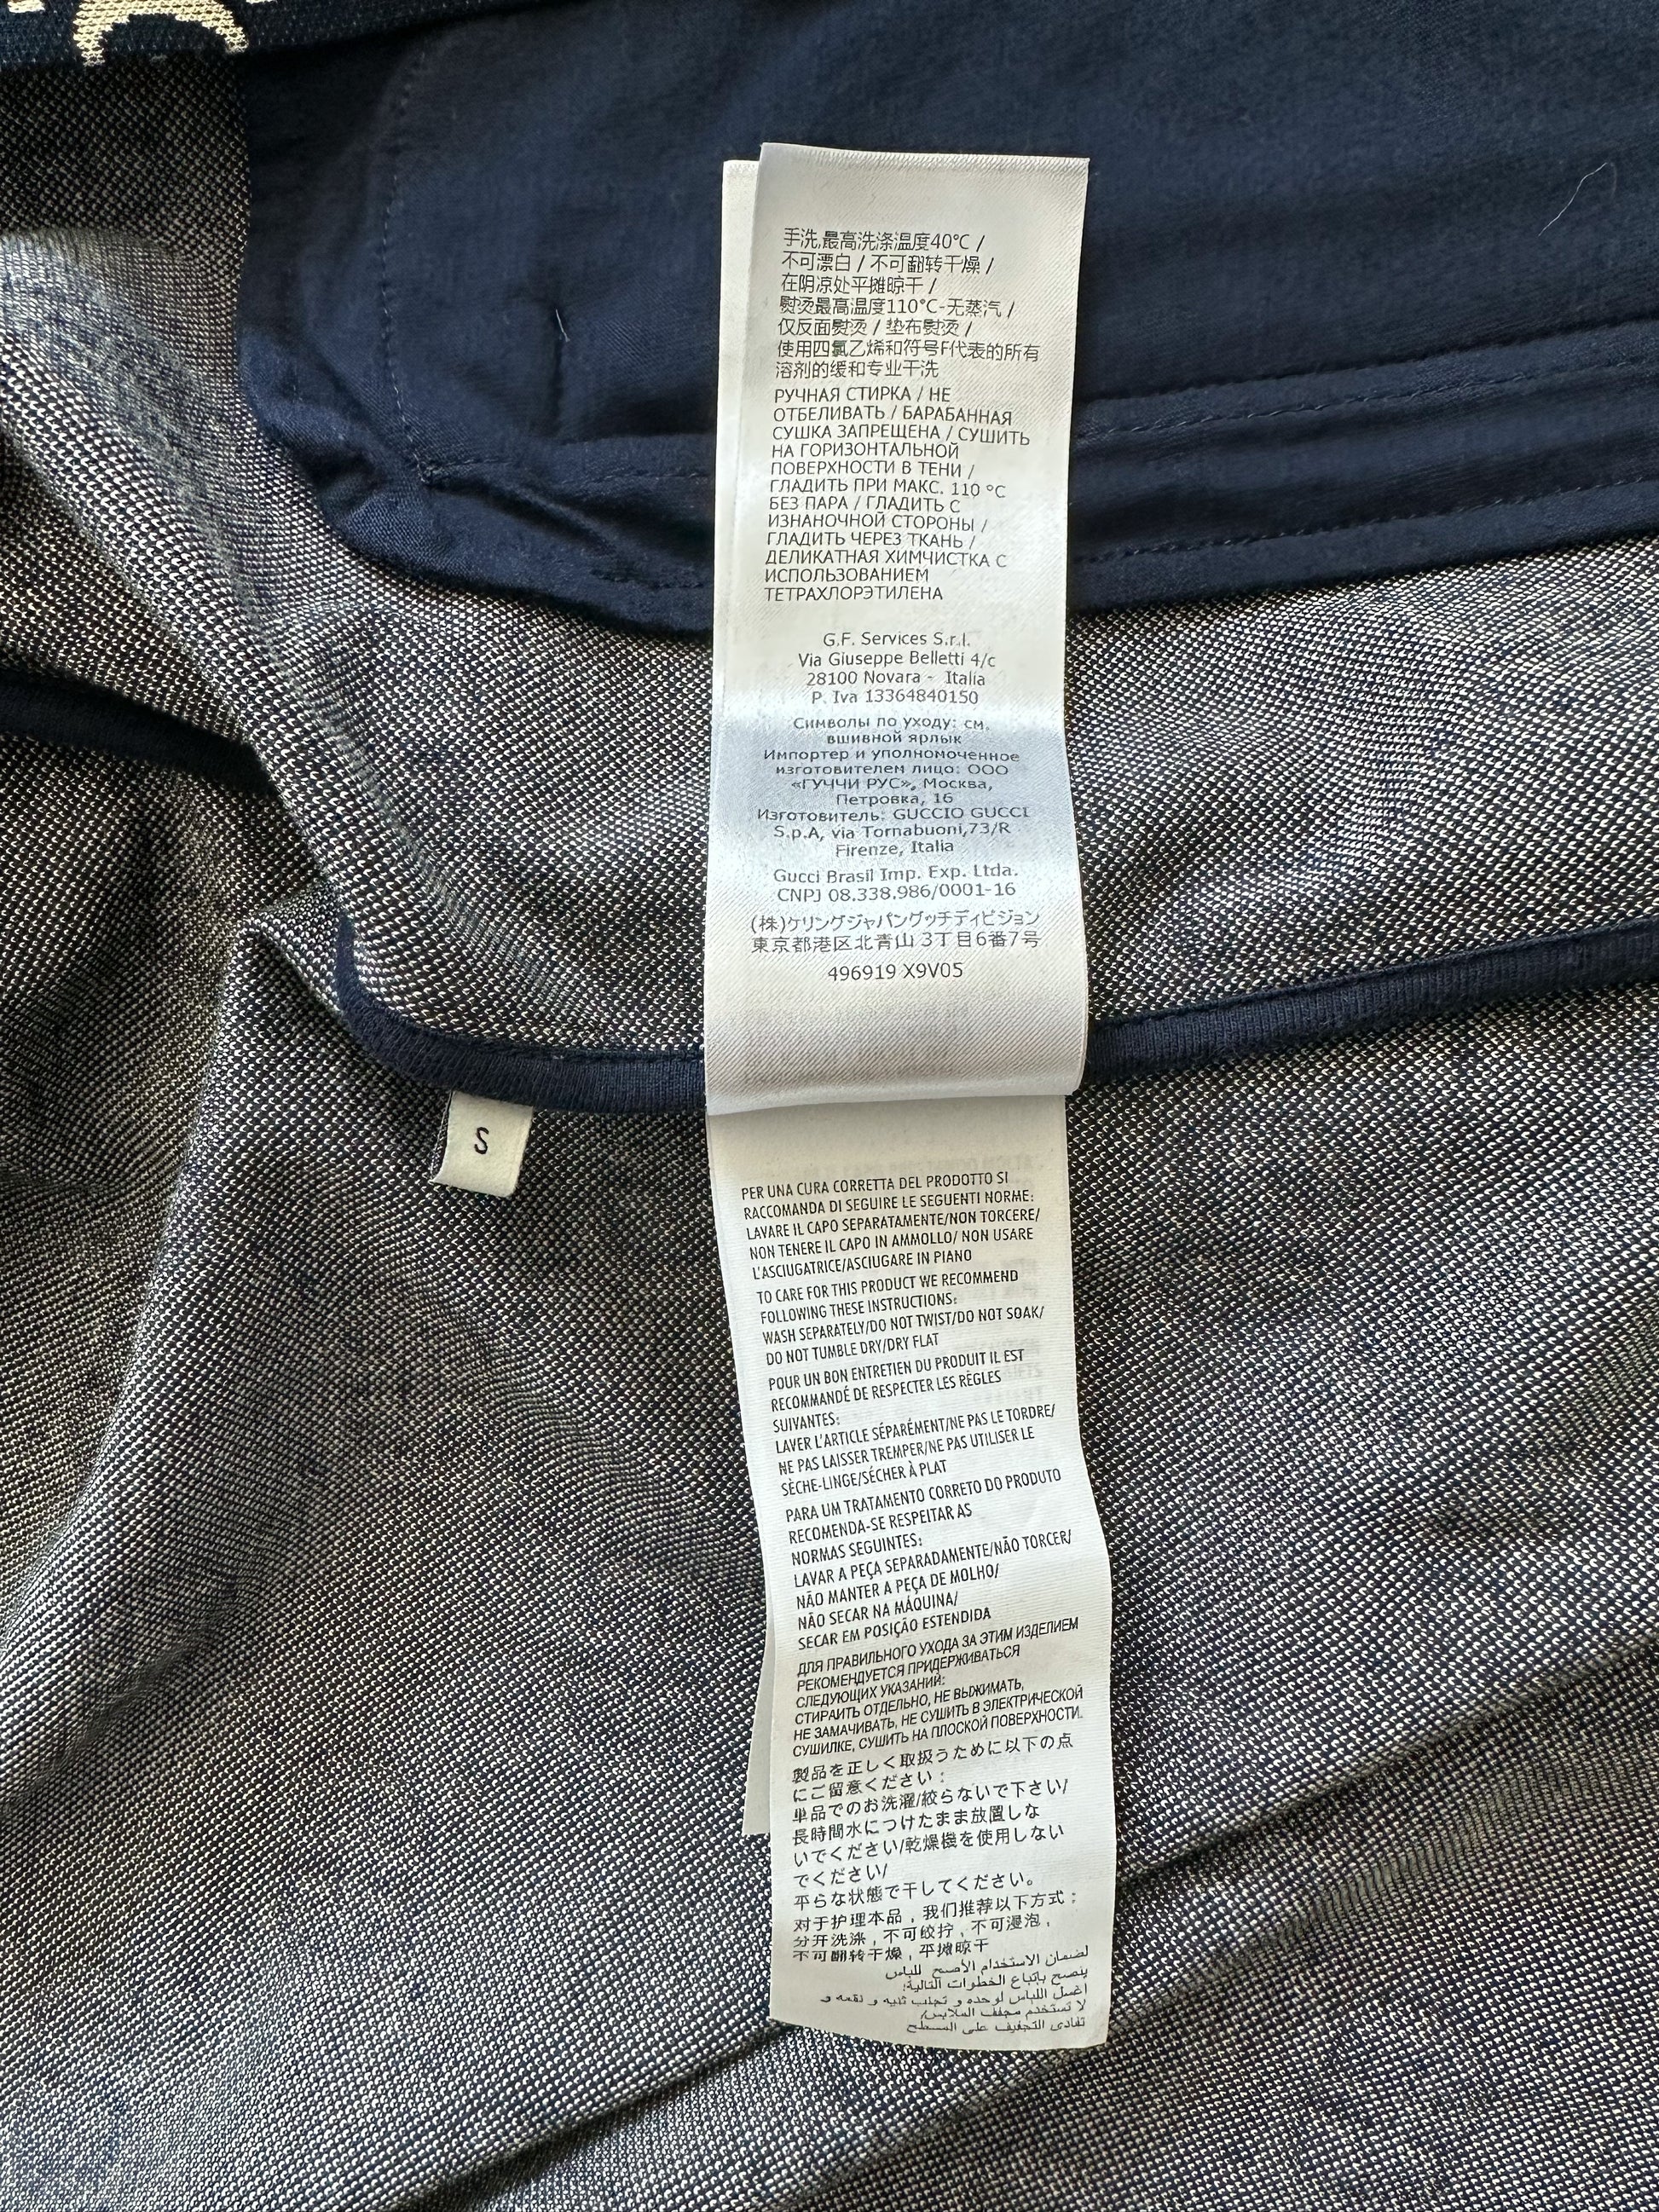 手洗,最高洗涤温度40°C /
不可漂白 / 不可翻转干燥 /
在阴凉处平摊晾干 /
熨烫最高温度110°C-无蒸汽 /
仅反面熨烫 / 垫布熨烫 /
使用四氯乙烯和符号F代表的所有
溶剂的缓和专业干洗
РУЧНАЯ СТИРКА / НЕ
ОТБЕЛИВАТЬ / БАРАБАННАЯ
СУШКА ЗАПРЕЩЕНА / СУШИТЬ
НА ГОРИЗОНТАЛЬНОЙ
ПОВЕРХНОСТИ В ТЕНИ /
ГЛАДИТЬ ПРИ МАКС. 110 °C
БЕЗ ПАРА / ГЛАДИТЬ С
ИЗНАНОЧНОЙ СТОРОНЫ /
ГЛАДИТЬ ЧЕРЕЗ ТКАНЬ /
ДЕЛИКАТНАЯ ХИМЧИСТКА С
ИСПОЛЬЗОВАНИЕМ
ТЕТРАХЛОРЭТИЛЕНА
G.F. Services S.r.l.
Via Giuseppe Belletti 4/c
28100 Novara - Italia
P. Iva 13364840150
Символы по уходу: см.
вшивной ярлык
Импортер и уполномоченное
изготовителем лицо: ООО
«ГУЧЧИ РУС», Москва,
Петровка, 16
Изготовитель: GUCCIO GUCCI
S.p.A, via Tornabuoni,73/R
Firenze, Italia
Gucci Brasil Imp. Exp. Ltda.
CNPJ 08.338.986/0001-16
(株)ケリングジャパングッチディビジョン
東京都港区北青山3丁目6番7号
496919 X9V05
S
PER UNA CURA CORRETTA DEL PRODOTTO SI
RACCOMANDA DI SEGUIRE LE SEGUENTI NORME:
LAVARE IL CAPO SEPARATAMENTE/NON TORCERE/
NON TENERE IL CAPO IN AMMOLLO/ NON USARE
L'ASCIUGATRICE/ASCIUGARE IN PIANO
TO CARE FOR THIS PRODUCT WE RECOMMEND
FOLLOWING THESE INSTRUCTIONS:
WASH SEPARATELY/DO NOT TWIST/DO NOT SOAK/
DO NOT TUMBLE DRY/DRY FLAT
POUR UN BON ENTRETIEN DU PRODUIT IL EST
RECOMMANDÉ DE RESPECTER LES RÈGLES
SUIVANTES:
LAVER L'ARTICLE SÉPARÉMENT/NE PAS LE TORDRE/
NE PAS LAISSER TREMPER/NE PAS UTILISER LE
SÈCHE-LINGE/SÉCHER À PLAT
PARA UM TRATAMENTO CORRETO DO PRODUTO
RECOMENDA-SE RESPEITAR AS
NORMAS SEGUINTES:
LAVAR A PEÇA SEPARADAMENTE/NÃO TORCER/
NÃO MANTER A PEÇA DE MOLHO/
NÃO SECAR NA MÁQUINA/
SECAR EM POSIÇÃO ESTENDIDA
ДЛЯ ПРАВИЛЬНОГО УХОДА ЗА ЭТИМ ИЗДЕЛИЕМ
РЕКОМЕНДУЕТСЯ ПРИДЕРЖИВАТЬСЯ
СЛЕДУЮЩИХ УКАЗАНИЙ:
СТИРАИТЬ ОТДЕЛЬНО, НЕ ВЫЖИМАТЬ,
НЕ ЗАМАЧИВАТЬ, НЕ СУШИТЬ В ЭЛЕКТРИЧЕСКОЙ
СУШИЛКЕ, СУШИТЬ НА ПЛОСКОЙ ПОВЕРХНОСТИ.
製品を正しく取扱うために以下の点
にご留意ください：
単品でのお洗濯/絞らないで下さい/
長時間水につけたまま放置しな
いでください/乾燥機を使用しない
でください/
平らな状態で干してください。
对于护理本品，我们推荐以下方式：
分开洗涤，不可绞拧，不可浸泡，
不可翻转干燥，平摊晾干
لضمان الاستخدام الأصح للباس
ينصح بإتباع الخطوات التالية:
اغسل اللباس لوحده و تجنب ثنيه و نقعه و
لا تستخدم مجفف الملابس/
تفادى التجفيف على المسطح